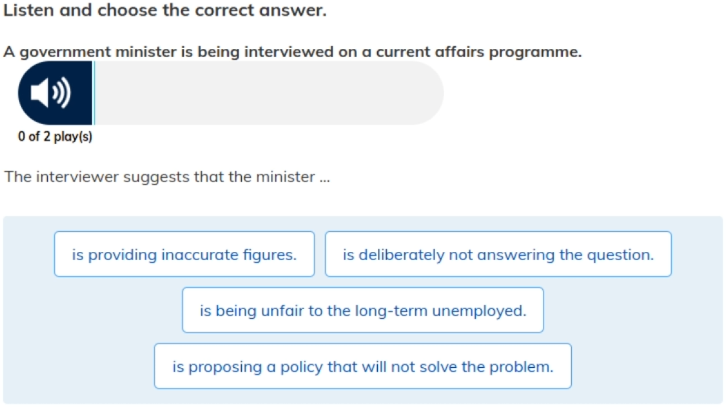 Listen and choose the correct answer.
A government minister is being interviewed on a current affairs programme.
0 of 2 play(s)
The interviewer suggests that the minister ...
is providing inaccurate figures.
is deliberately not answering the question.
is being unfair to the long-term unemployed.
is proposing a policy that will not solve the problem.